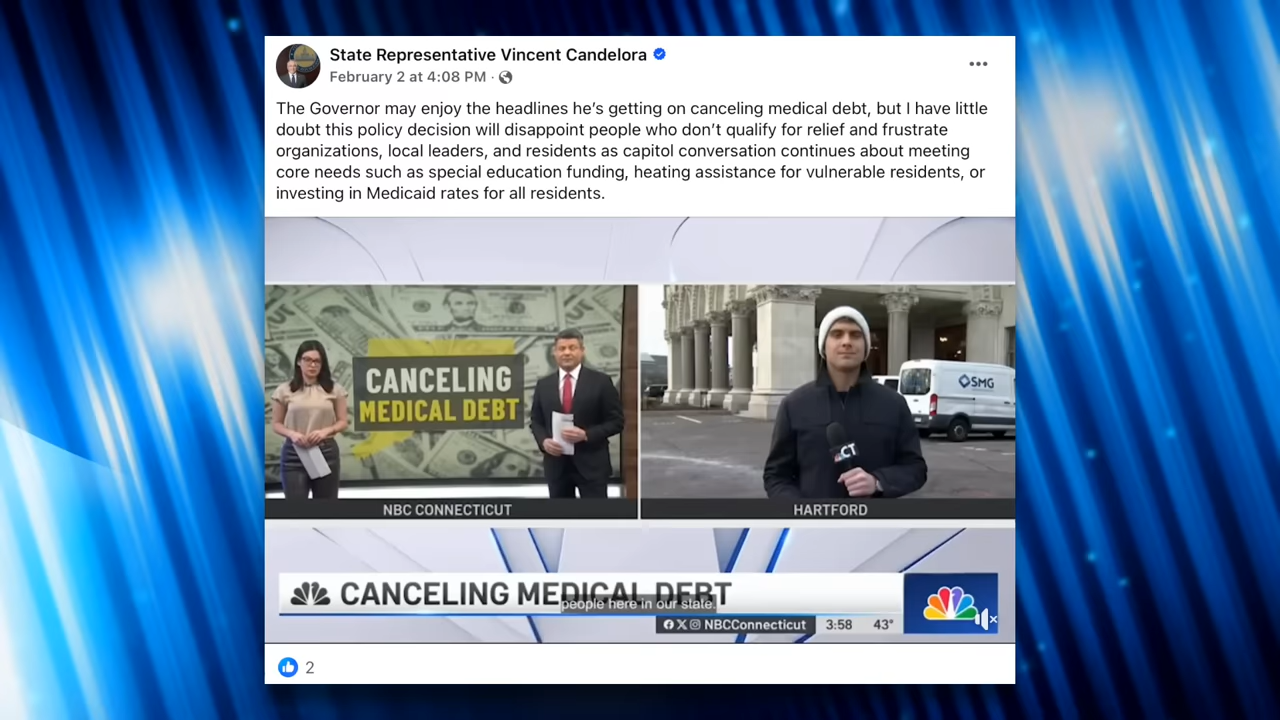 State Representative Vincent Candelora
February 2 at 4:08 PM ·
The Governor may enjoy the headlines he's getting on canceling medical debt, but I have little
doubt this policy decision will disappoint people who don't qualify for relief and frustrate
organizations, local leaders, and residents as capitol conversation continues about meeting
core needs such as special education funding, heating assistance for vulnerable residents, or
investing in Medicaid rates for all residents.
CANCELING
MEDICAL DEBT
SMG
CT
NBC CONNECTICUT
HARTFORD
CANCELING MEDICAL DEBT
people here in our state.
NBCConnecticut 3:58 43°
2